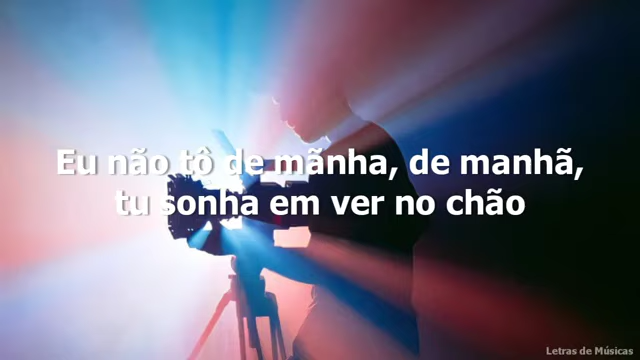 Eu não tô de mãnha, de manhã,
tu sonha em ver no chão
Letras de Músicas